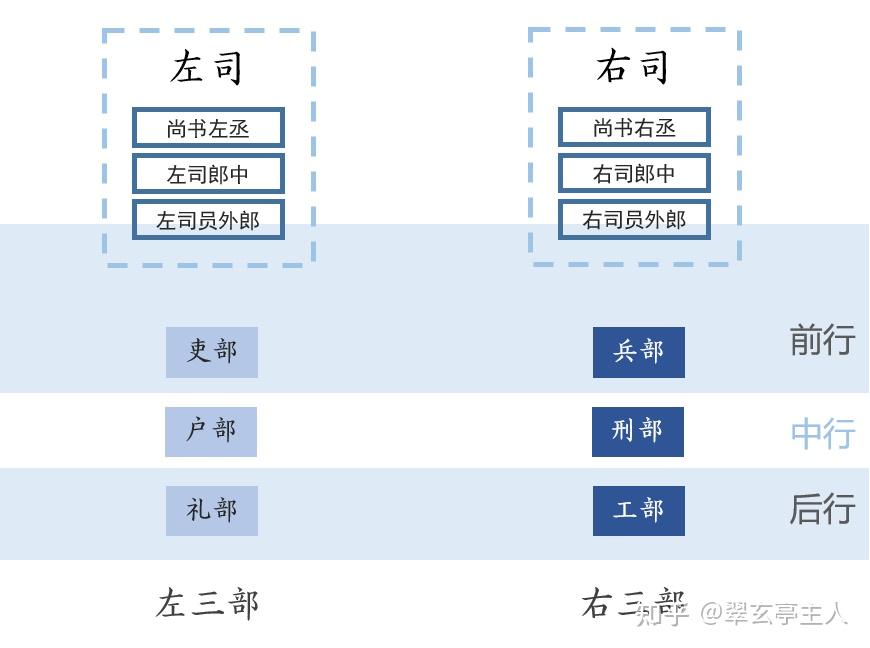 左司
右司
尚书左丞
尚书右丞
左司郎中
右司郎中
左司员外郎
右司员外郎
吏部
兵部
前行
户部
刑部
中行
礼部
工部
后行
左三部
右三部
知乎 @翠玄亭主人